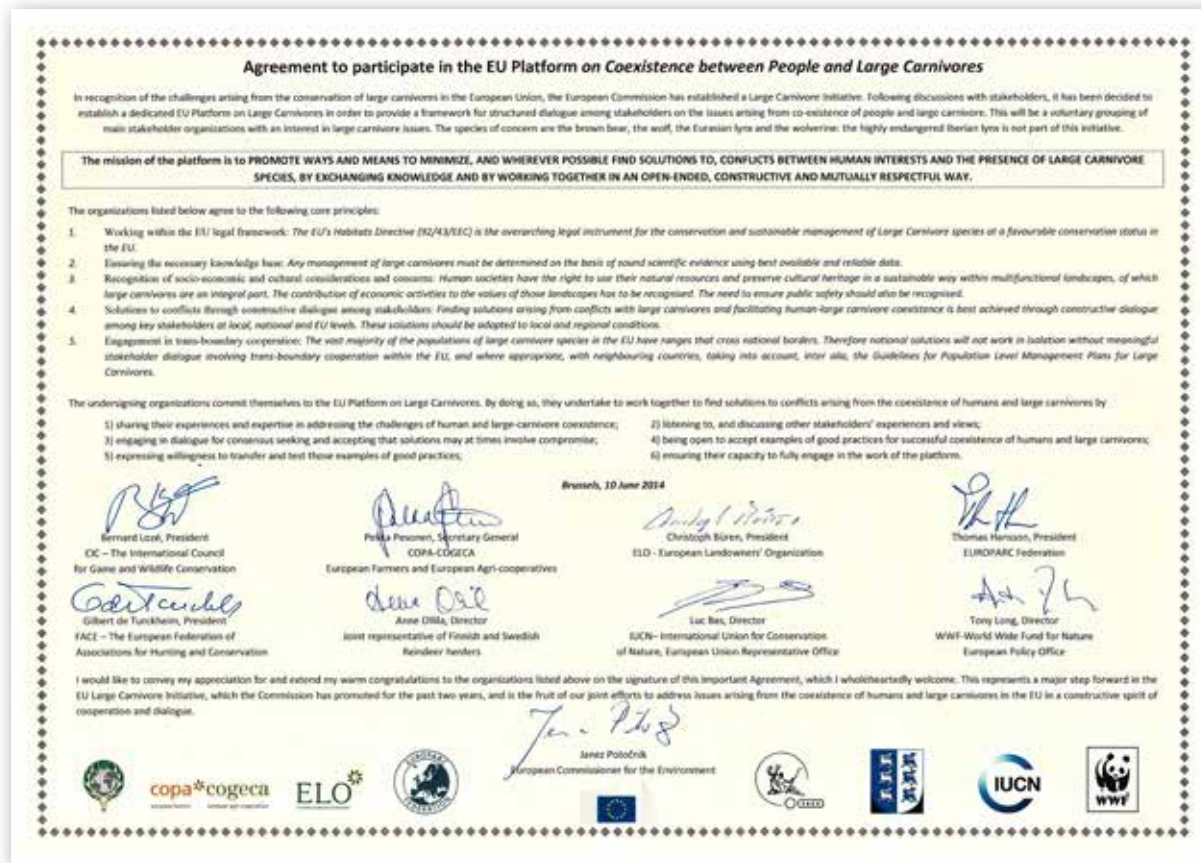 Agreement to participate in the EU Platform on Coexistence between People and Large Carnivores
In recognition of the challenges arising from the conservation of large carnivores in the European Union, the European Commission has established a Large Carnivore Initiative. Following discussions with stakeholders, it has been decided to
establish a dedicated EU Platform on Large Carnivores in order to provide a framework for structured dialogue among stakeholders on the issues arising from co-existence of people and large carnivore. This will be a voluntary grouping of
main stakeholder organizations with an interest in large carnivore issues. The species of concern are the brown bear, the wolf, the Eurasian lynx and the wolverine: the highly endangered Iberian lynx is not part of this initiative.
The mission of the platform is to PROMOTE WAYS AND MEANS TO MINIMIZE, AND WHEREVER POSSIBLE FIND SOLUTIONS TO, CONFLICTS BETWEEN HUMAN INTERESTS AND THE PRESENCE OF LARGE CARNIVORE
SPECIES, BY EXCHANGING KNOWLEDGE AND BY WORKING TOGETHER IN AN OPEN-ENDED, CONSTRUCTIVE AND MUTUALLY RESPECTFUL WAY.
The organizations listed below agree to the following core principles:
1. Working within the EU legal framework: The EU's Habitats Directive (92/43/EEC) is the overarching legal instrument for the conservation and sustainable management of Large Carnivore species at a favourable conservation status in
the EU.
2. Ensuring the necessary knowledge base: Any management of large carnivores must be determined on the basis of sound scientific evidence using best available and reliable data.
3. Recognition of socio-economic and cultural considerations and concerns: Human societies have the right to use their natural resources and preserve cultural heritage in a sustainable way within multifunctional landscapes, of which
large carnivores are an integral part. The contribution of economic activities to the values of those landscapes has to be recognised. The need to ensure public safety should also be recognised.
4. Solutions to conflicts through constructive dialogue among stakeholders: Finding solutions arising from conflicts with large carnivores and facilitating human-large carnivore coexistence is best achieved through constructive dialogue
among key stakeholders at local, national and EU levels. These solutions should be adapted to local and regional conditions.
5. Engagement in trans-boundary cooperation: The vast majority of the populations of large carnivore species in the EU have ranges that cross national borders. Therefore national solutions will not work in isolation without meaningful
stakeholder dialogue involving trans-boundary cooperation within the EU, and where appropriate, with neighbouring countries, taking into account, inter alia, the Guidelines for Population Level Management Plans for Large
Carnivores.
The undersigning organizations commit themselves to the EU Platform on Large Carnivores. By doing so, they undertake to work together to find solutions to conflicts arising from the coexistence of humans and large carnivores by
1) sharing their experiences and expertise in addressing the challenges of human and large-carnivore coexistence; 2) listening to, and discussing other stakeholders' experiences and views;
3) engaging in dialogue for consensus seeking and accepting that solutions may at times involve compromise; 4) being open to accept examples of good practices for successful coexistence of humans and large carnivores;
5) expressing willingness to transfer and test those examples of good practices; 6) ensuring their capacity to fully engage in the work of the platform.
Brussels, 10 June 2014
Bernard Lozé, President
CIC – The International Council
for Game and Wildlife Conservation
Pekka Pesonen, Secretary General
COPA-COGECA
European Farmers and European Agri-cooperatives
Christoph Büren, President
ELO - European Landowners' Organization
Thomas Hansson, President
EUROPARC Federation
Gilbert de Turckheim, President
FACE – The European Federation of
Associations for Hunting and Conservation
Anne Ollila, Director
Joint representative of Finnish and Swedish
Reindeer herders
Luc Bas, Director
IUCN– International Union for Conservation
of Nature, European Union Representative Office
Tony Long, Director
WWF-World Wide Fund for Nature
European Policy Office
I would like to convey my appreciation for and extend my warm congratulations to the organizations listed above on the signature of this important Agreement, which I wholeheartedly welcome. This represents a major step forward in the
EU Large Carnivore Initiative, which the Commission has promoted for the past two years, and is the fruit of our joint efforts to address issues arising from the coexistence of humans and large carnivores in the EU in a constructive spirit of
cooperation and dialogue.
Janez Potočnik
European Commissioner for the Environment
copa*cogeca
ELO
EUROPARC
FEDERATION
FACE
IUCN
WWF